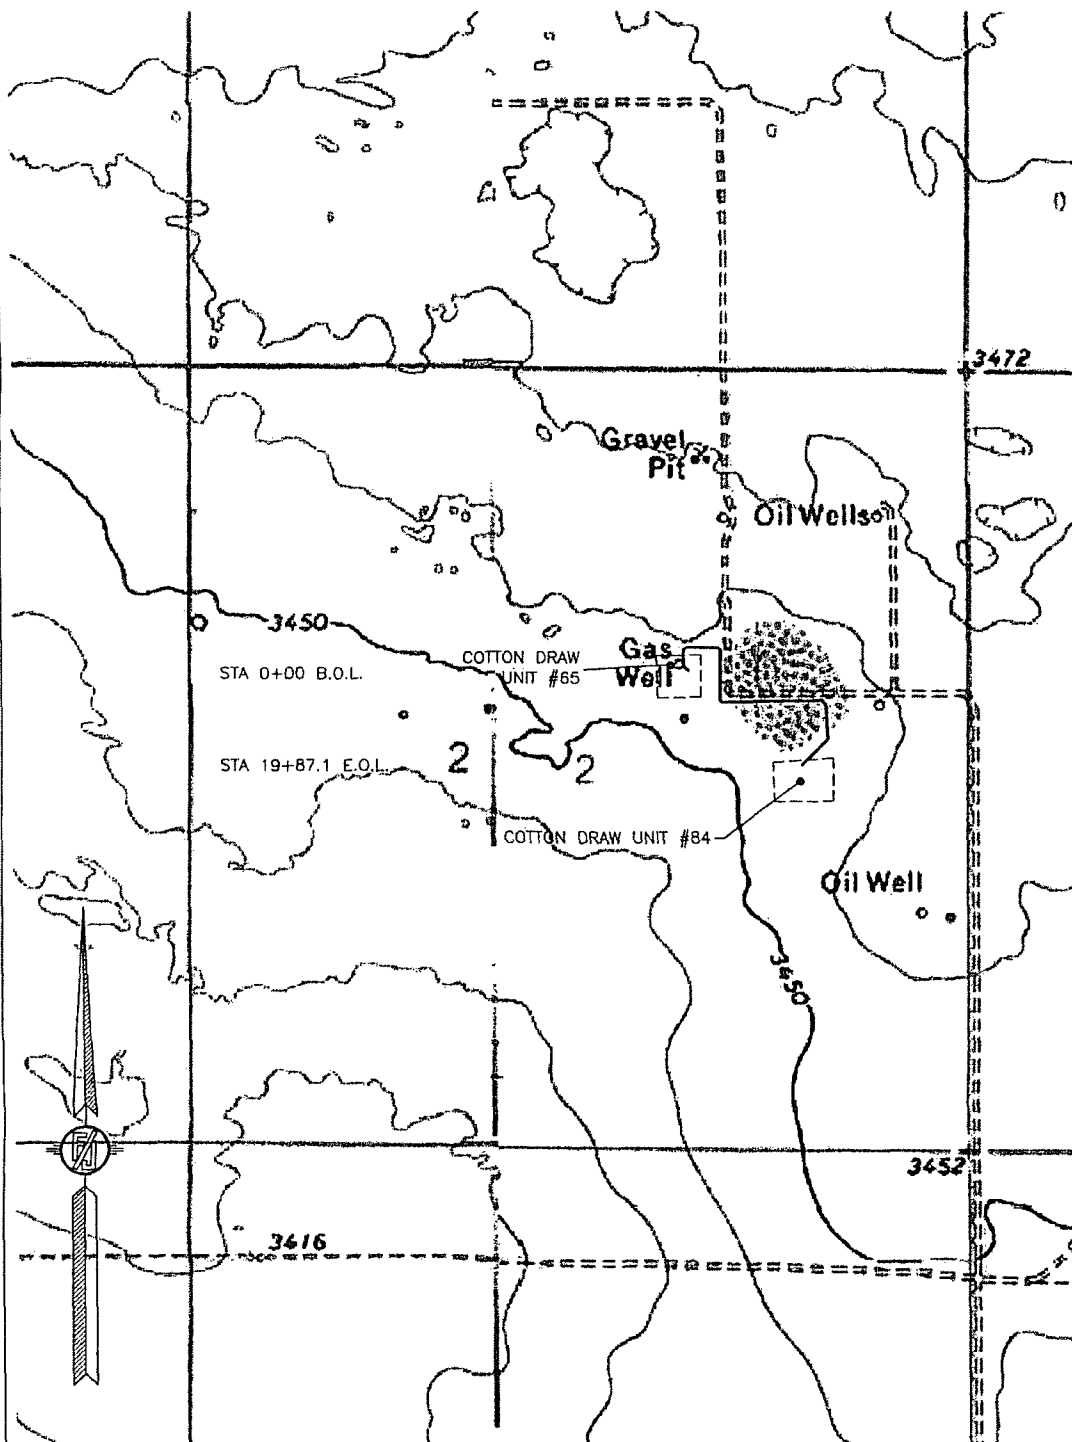 3472
Gravel
Pit
Oil Wells
3450
Gas
Well
COTTON DRAW
UNIT #65
STA 0+00 B.O.L.
2
2
STA 19+87.1 E.O.L.
COTTON DRAW UNIT #84
Oil Well
3450
3452
3416